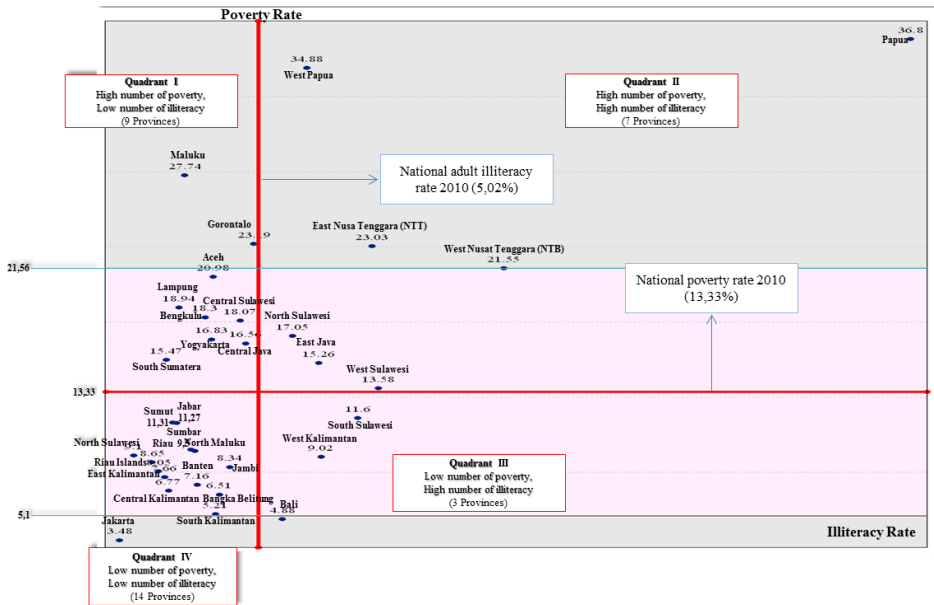 Poverty Rate
36.8
Papua
34.88
West Papua
Quadrant I
High number of poverty,
Low number of illiteracy
(9 Provinces)
Quadrant II
High number of poverty,
High number of illiteracy
(7 Provinces)
Maluku
27.74
National adult illiteracy
rate 2010 (5,02%)
Gorontalo
East Nusa Tenggara (NTT)
23.03
West Nusat Tenggara (NTB)
21.55
Aceh
20.98
21,56
National poverty rate 2010
(13,33%)
Lampung
18.94
Central Sulawesi
18.3
18.07
Bengkulu
North Sulawesi
17.05
16.83
16.56
Yogyakarta
Central Java
East Java
15.26
15.47
South Sumatera
West Sulawesi
13.58
13,33
Jabar
Sumut
11,31
11,27
11.6
South Sulawesi
Sumbar
North Sulawesi
Riau
North Maluku
West Kalimantan
9.02
8.65
Riau Islands
Banten
8.34
Jambi
East Kalimantan
7.16
6.77
6.51
Central Kalimantan
Bangka Belitung
5.21
South Kalimantan
Bali
4.88
Quadrant III
Low number of poverty,
High number of illiteracy
(3 Provinces)
5,1
Jakarta
3.48
Illiteracy Rate
Quadrant IV
Low number of poverty,
Low number of illiteracy
(14 Provinces)